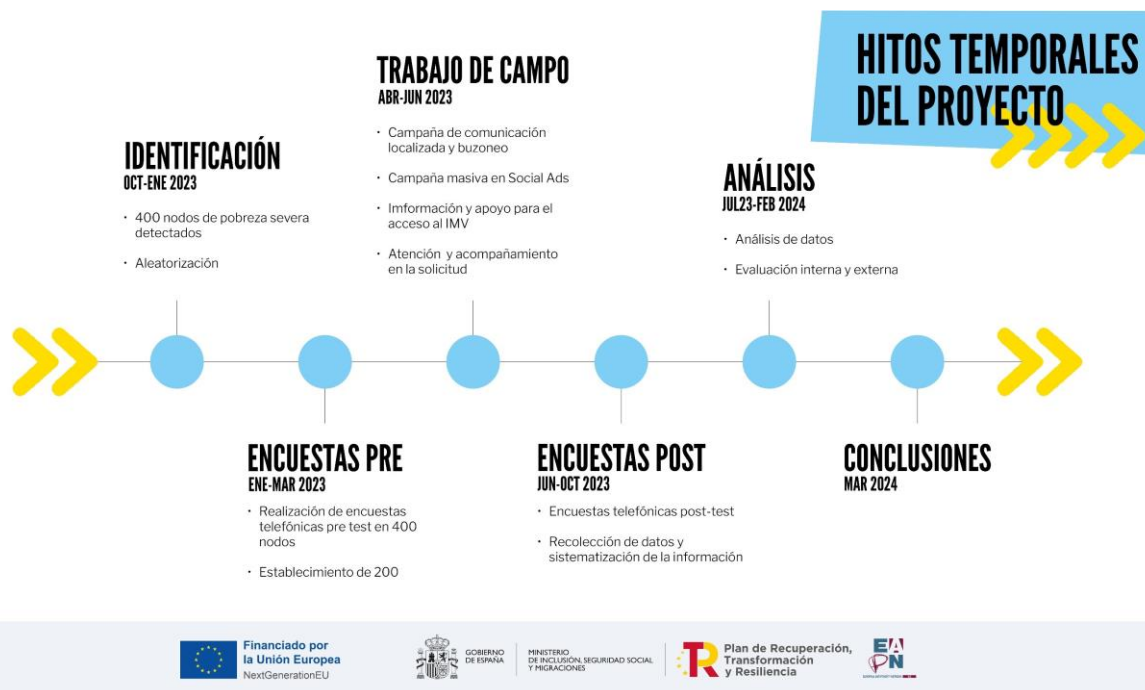 HITOS TEMPORALES
DEL PROYECTO
IDENTIFICACIÓN
OCT-ENE 2023
· 400 nodos de pobreza severa
detectados
· Aleatorización
TRABAJO DE CAMPO
ABR-JUN 2023
· Campaña de comunicación
localizada y buzoneo
· Campaña masiva en Social Ads
· Imformación y apoyo para el
acceso al IMV
· Atención y acompañamiento
en la solicitud
ANÁLISIS
JUL23-FEB 2024
· Análisis de datos
· Evaluación interna y externa
ENCUESTAS PRE
ENE-MAR 2023
· Realización de encuestas
telefónicas pre test en 400
nodos
· Establecimiento de 200
ENCUESTAS POST
JUN-OCT 2023
· Encuestas telefónicas post-test
· Recolección de datos y
sistematización de la información
CONCLUSIONES
MAR 2024
Financiado por
la Unión Europea
NextGenerationEU
GOBIERNO
DE ESPAÑA
MINISTERIO
DE INCLUSIÓN, SEGURIDAD SOCIAL
Y MIGRACIONES
Plan de Recuperación,
Transformación
y Resiliencia
EA
PN